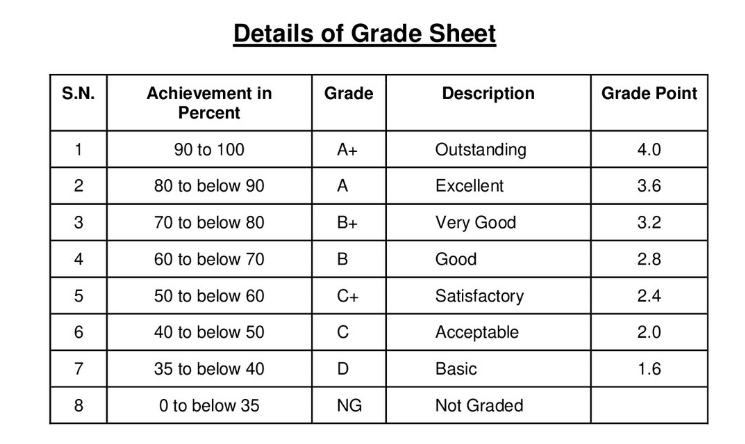 Details of Grade Sheet
S.N. Achievement in Percent Grade Description Grade Point
1 90 to 100 A+ Outstanding 4.0
2 80 to below 90 A Excellent 3.6
3 70 to below 80 B+ Very Good 3.2
4 60 to below 70 B Good 2.8
5 50 to below 60 C+ Satisfactory 2.4
6 40 to below 50 C Acceptable 2.0
7 35 to below 40 D Basic 1.6
8 0 to below 35 NG Not Graded